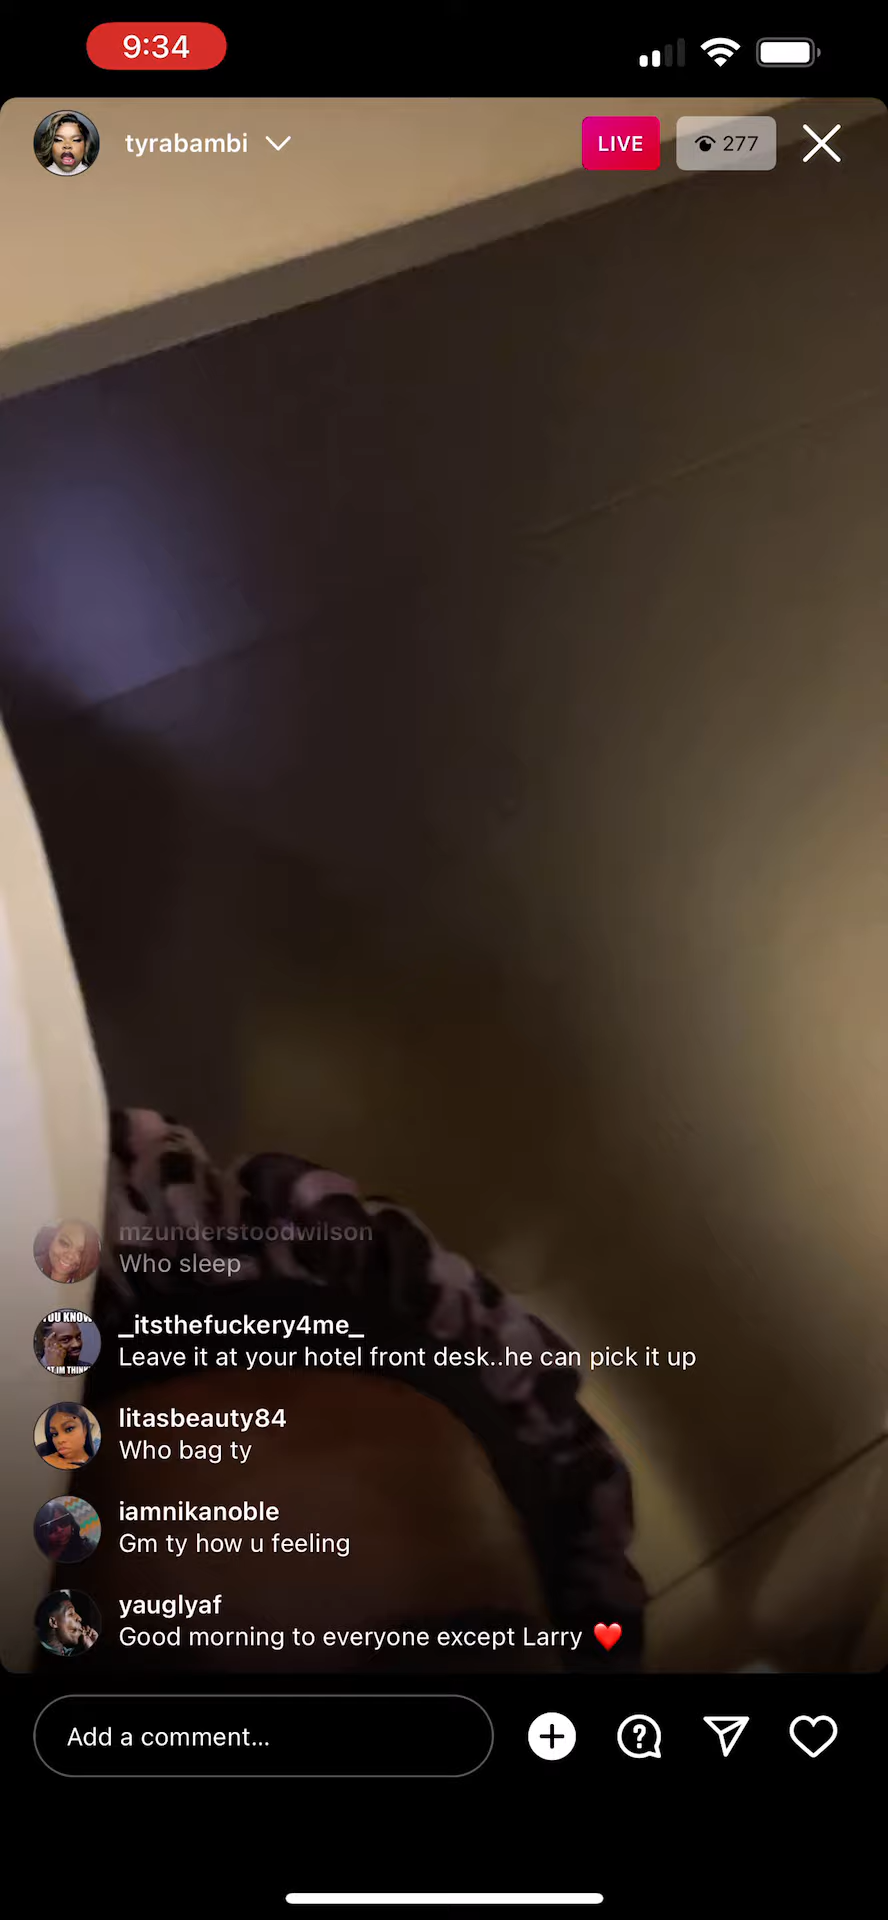 9:34
tyrabambi
LIVE
277
mzunderstoodwilson
Who sleep
_itsthefuckery4me_
Leave it at your hotel front desk..he can pick it up
litasbeauty84
Who bag ty
iamnikanoble
Gm ty how u feeling
yauglyaf
Good morning to everyone except Larry ❤️
Add a comment...